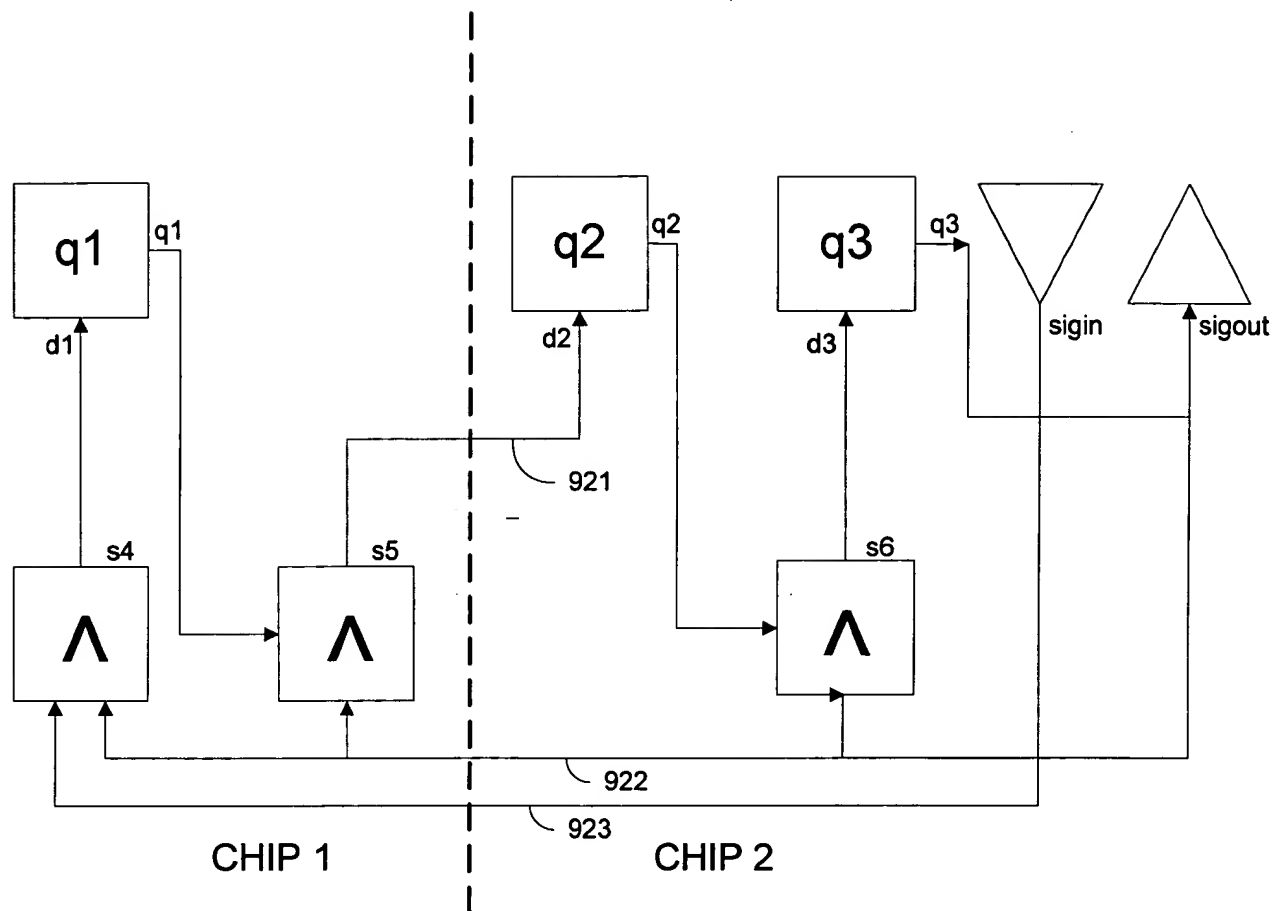 q1
q1
d1
q2
q2
d2
q3
q3
d3
sigin
sigout
921
s4
Λ
s5
Λ
s6
Λ
922
923
CHIP 1
CHIP 2